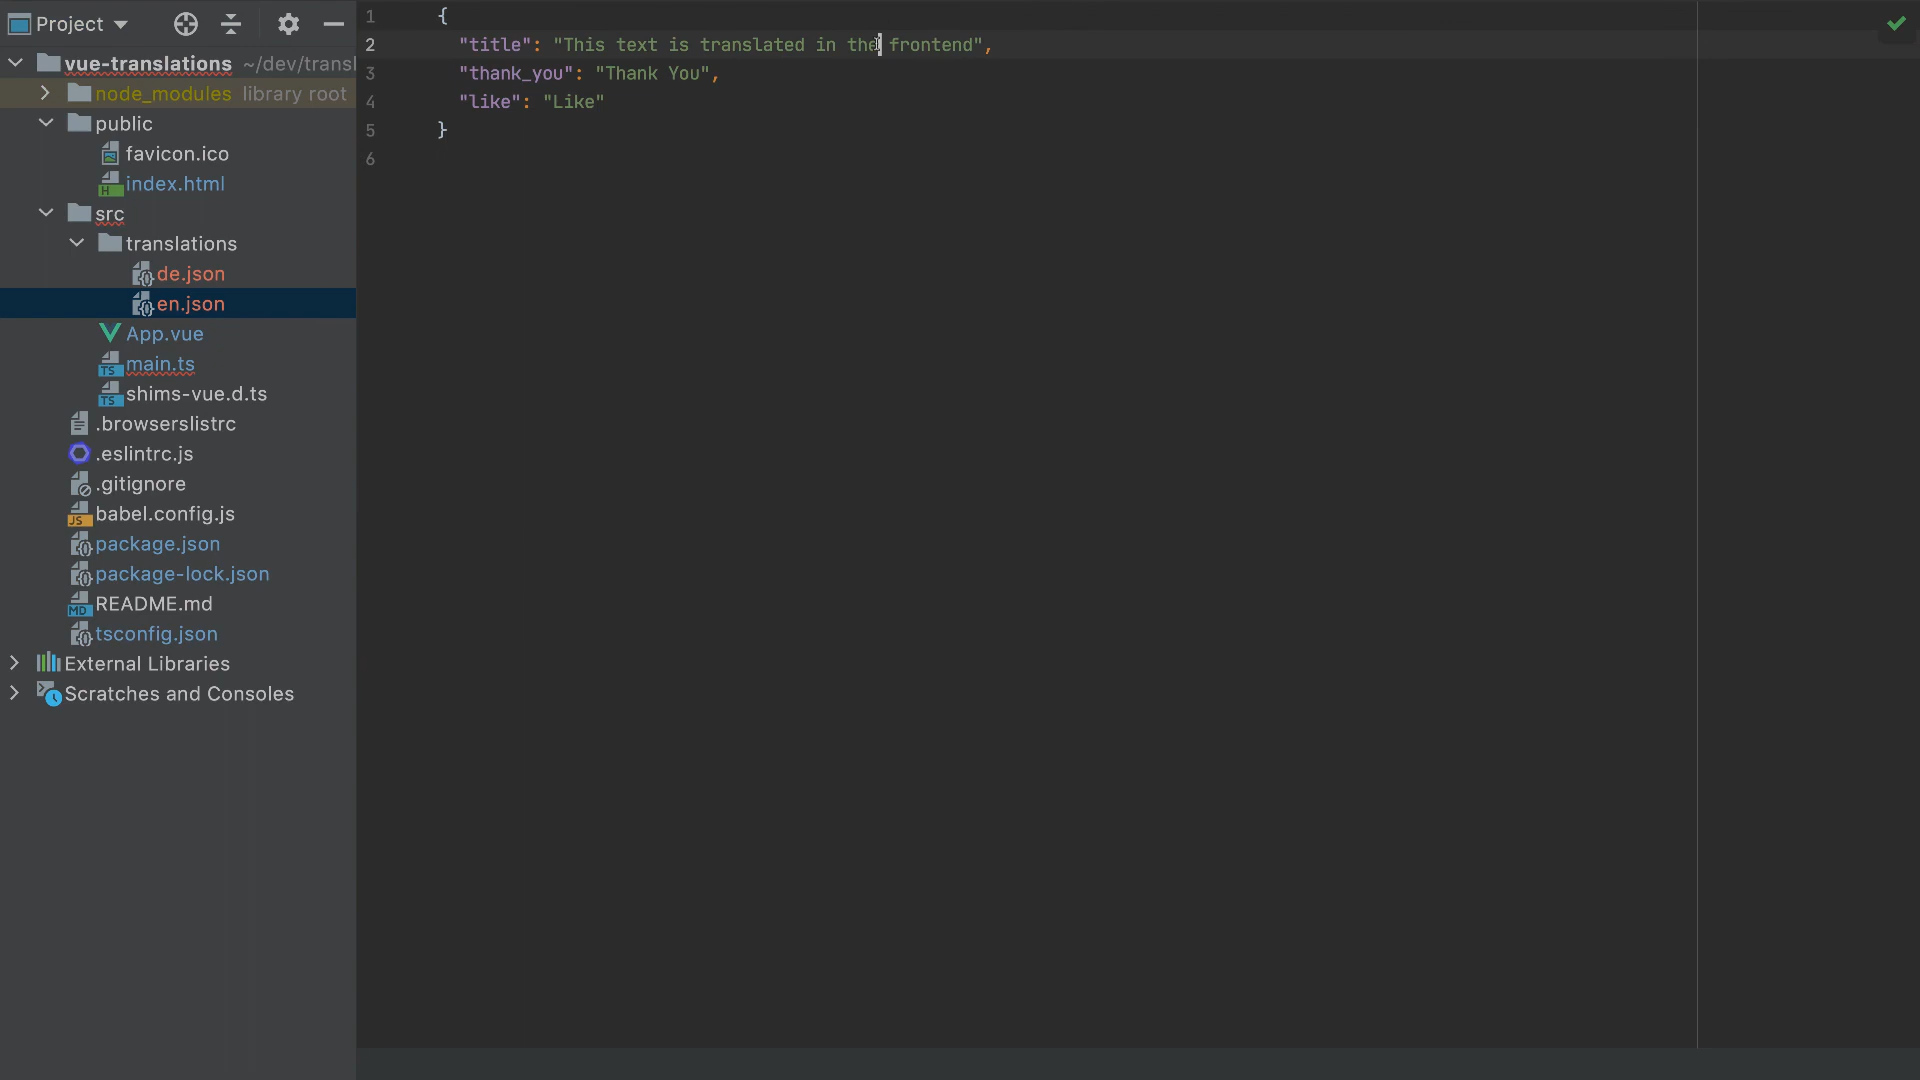 Project
vue-translations ~/dev/transl
node_modules library root
public
favicon.ico
index.html
src
translations
de.json
en.json
App.vue
main.ts
shims-vue.d.ts
.browserslistrc
.eslintrc.js
.gitignore
babel.config.js
package.json
package-lock.json
README.md
tsconfig.json
External Libraries
Scratches and Consoles
1 {
2 "title": "This text is translated in the frontend",
3 "thank_you": "Thank You",
4 "like": "Like"
5 }
6